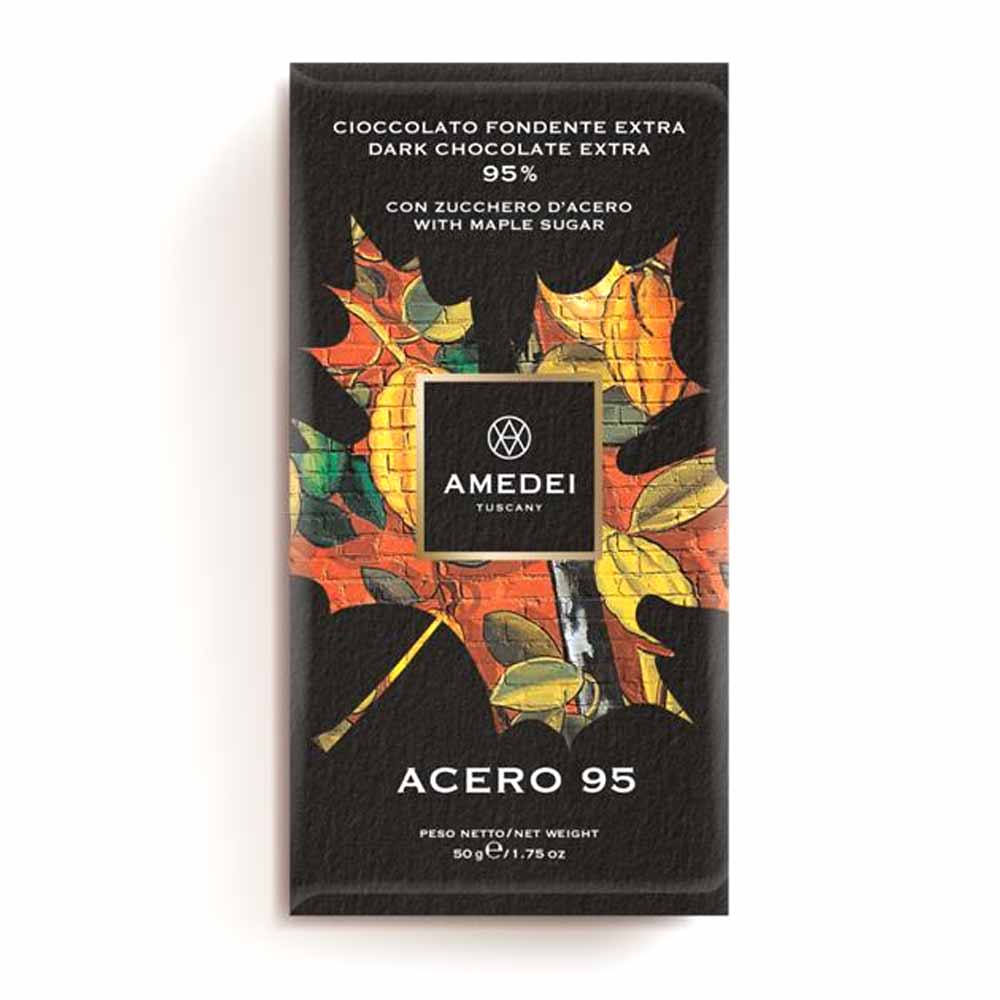 CIOCCOLATO FONDENTE EXTRA
DARK CHOCOLATE EXTRA
95%
CON ZUCCHERO D'ACERO
WITH MAPLE SUGAR
AMEDEI
TUSCANY
ACERO 95
PESO NETTO/NET WEIGHT
50 g℮/1.75 oz